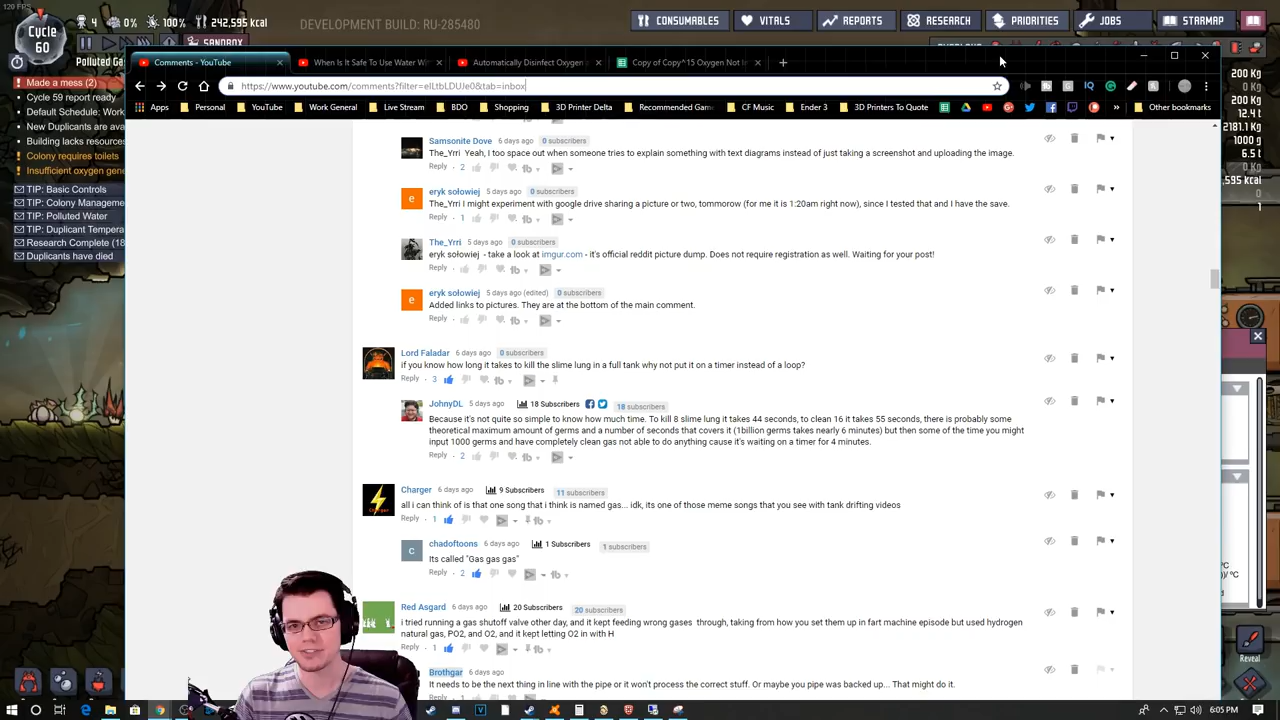 120 FPS
Cycle
60
0%
100%
242,595 kcal
DEVELOPMENT BUILD: RU-285480
CONSUMABLES
VITALS
REPORTS
RESEARCH
PRIORITIES
JOBS
STARMAP
SANDBOX
Made a mess (2)
Cycle 59 report ready
Default Schedule: Work
New Duplicants are
Building lacks resources
Colony requires toilets
Insufficient oxygen gene
TIP: Basic Controls
TIP: Colony Manageme
TIP: Polluted Water
TIP: Duplicant Tempera
Research Complete (18
Duplicants have died
Comments - YouTube
When Is It Safe To Use Water Wi
Automatically Disinfect Oxygen i
Copy of Copy^15 Oxygen Not In
https://www.youtube.com/comments?filter=eILtbLDUJe0&tab=inbox
Apps
Personal
YouTube
Work General
Live Stream
BDO
Shopping
3D Printer Delta
Recommended Game
CF Music
Ender 3
3D Printers To Quote
Other bookmarks
200 Kg
200 Kg
12.4 t
2181.1 Kg
1000 g
6.5 t
Samsonite Dove 6 days ago 0 subscribers
The_Yrri Yeah, I too space out when someone tries to explain something with text diagrams instead of just taking a screenshot and uploading the image.
Reply · 2
eryk sołowiej 5 days ago 0 subscribers
The_Yrri I might experiment with google drive sharing a picture or two, tommorow (for me it is 1:20am right now), since I tested that and I have the save.
Reply · 1
The_Yrri 5 days ago 0 subscribers
eryk sołowiej - take a look at imgur.com - it's official reddit picture dump. Does not require registration as well. Waiting for your post!
Reply ·
eryk sołowiej 5 days ago (edited) 0 subscribers
Added links to pictures. They are at the bottom of the main comment.
Reply ·
Lord Faladar 6 days ago 0 subscribers
if you know how long it takes to kill the slime lung in a full tank why not put it on a timer instead of a loop?
Reply · 3
JohnyDL 5 days ago 18 Subscribers 18 subscribers
Because it's not quite so simple to know how much time. To kill 8 slime lung it takes 44 seconds, to clean 16 it takes 55 seconds, there is probably some
theoretical maximum amount of germs and a number of seconds that covers it (1billion germs takes nearly 6 minutes) but then some of the time you might
input 1000 germs and have completely clean gas not able to do anything cause it's waiting on a timer for 4 minutes.
Reply · 2
Charger 6 days ago 9 Subscribers 11 subscribers
all i can think of is that one song that i think is named gas... idk, its one of those meme songs that you see with tank drifting videos
Reply · 1
chadoftoons 6 days ago 1 Subscribers 1 subscribers
Its called "Gas gas gas"
Reply · 2
Red Asgard 6 days ago 20 Subscribers 20 subscribers
i tried running a gas shutoff valve other day, and it kept feeding wrong gases through, taking from how you set them up in fart machine episode but used hydrogen
natural gas, PO2, and O2, and it kept letting O2 in with H
Reply · 1
Brothgar 6 days ago
It needs to be the next thing in line with the pipe or it won't process the correct stuff. Or maybe you pipe was backed up... That might do it.
Reply · 1
Reveal
6:05 PM